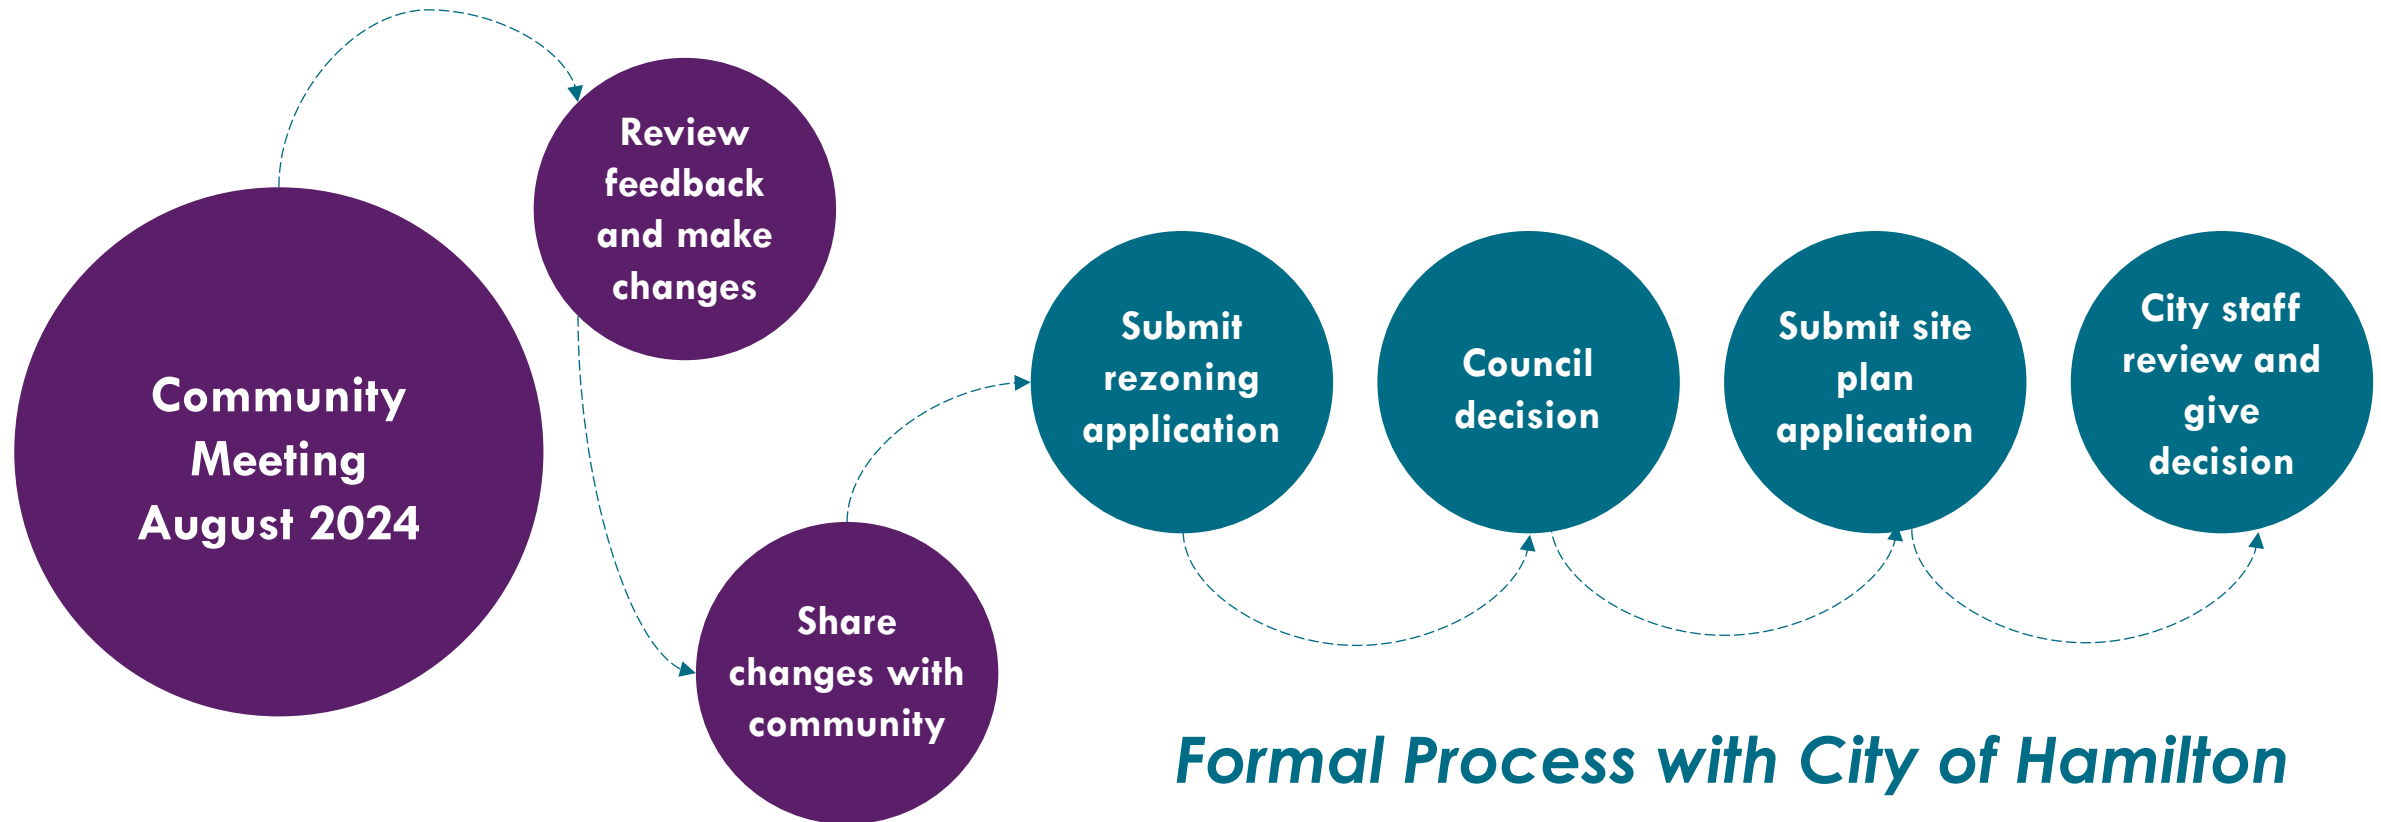 Community
Meeting
August 2024
Review
feedback
and make
changes
Share
changes with
community
Submit
rezoning
application
Council
decision
Submit site
plan
application
City staff
review and
give
decision
Formal Process with City of Hamilton